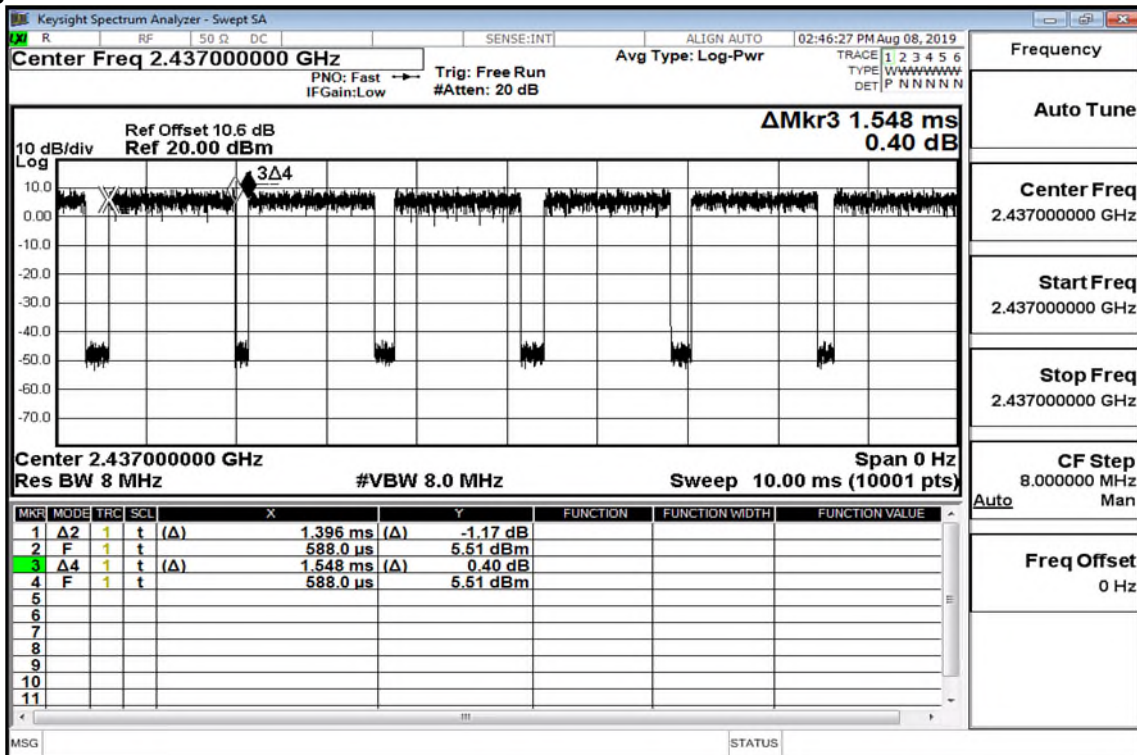 Keysight Spectrum Analyzer - Swept SA
LXI R RF 50 Ω DC SENSE:INT ALIGN AUTO 02:46:27 PM Aug 08, 2019
Center Freq 2.437000000 GHz
PNO: Fast
IFGain:Low
Trig: Free Run
#Atten: 20 dB
Avg Type: Log-Pwr
TRACE 1 2 3 4 5 6
TYPE WWWWWW
DET P N N N N N
ΔMkr3 1.548 ms
0.40 dB
Ref Offset 10.6 dB
10 dB/div Ref 20.00 dBm
Log
3Δ4
10.0
0.00
-10.0
-20.0
-30.0
-40.0
-50.0
-60.0
-70.0
Center 2.437000000 GHz Span 0 Hz
Res BW 8 MHz #VBW 8.0 MHz Sweep 10.00 ms (10001 pts)
MKR MODE TRC SCL X Y FUNCTION FUNCTION WIDTH FUNCTION VALUE
1 Δ2 1 t (Δ) 1.396 ms (Δ) -1.17 dB
2 F 1 t 588.0 µs 5.51 dBm
3 Δ4 1 t (Δ) 1.548 ms (Δ) 0.40 dB
4 F 1 t 588.0 µs 5.51 dBm
5
6
7
8
9
10
11
MSG STATUS
Frequency
Auto Tune
Center Freq
2.437000000 GHz
Start Freq
2.437000000 GHz
Stop Freq
2.437000000 GHz
CF Step
8.000000 MHz
Auto Man
Freq Offset
0 Hz